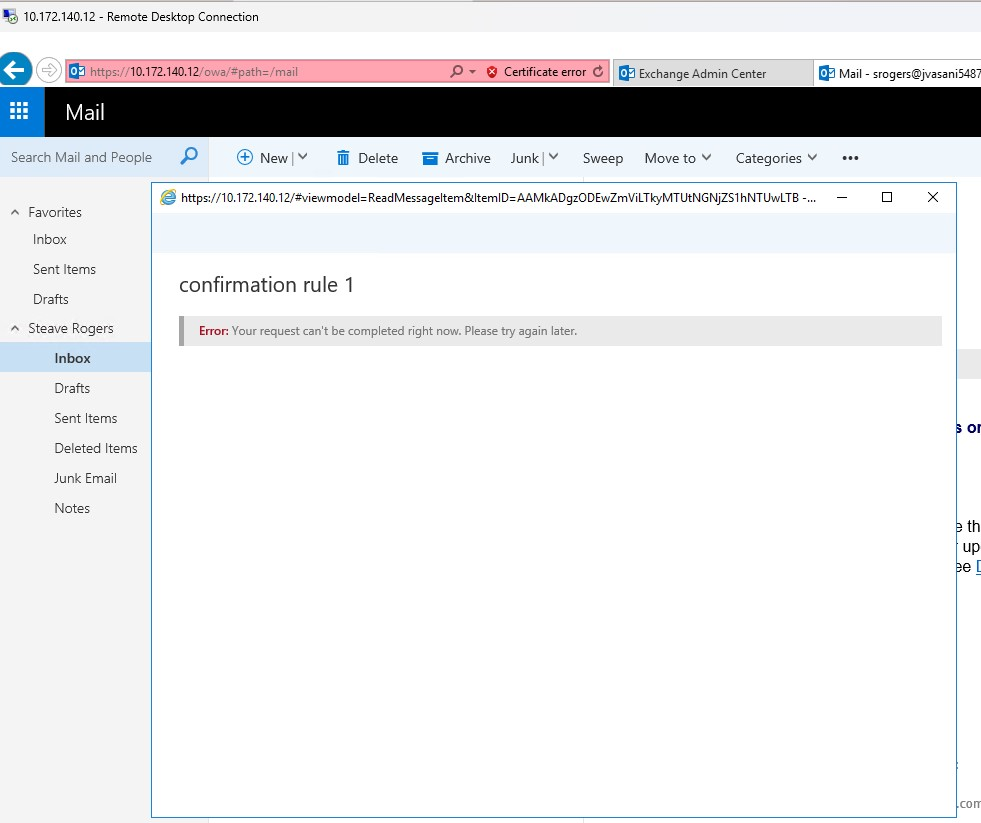 10.172.140.12 - Remote Desktop Connection
https://10.172.140.12/owa/#path=/mail
Certificate error
Exchange Admin Center
Mail - srogers@jvasani5487
Mail
Search Mail and People
New
Delete
Archive
Junk
Sweep
Move to
Categories
https://10.172.140.12/#viewmodel=ReadMessageItem&ItemID=AAMkADgzODEwZmViLTkyMTUtNGNjZS1hNTUwLTB -...
Favorites
Inbox
Sent Items
Drafts
Steave Rogers
Inbox
Drafts
Sent Items
Deleted Items
Junk Email
Notes
confirmation rule 1
Error: Your request can't be completed right now. Please try again later.
s or
e th
up
ee
.com